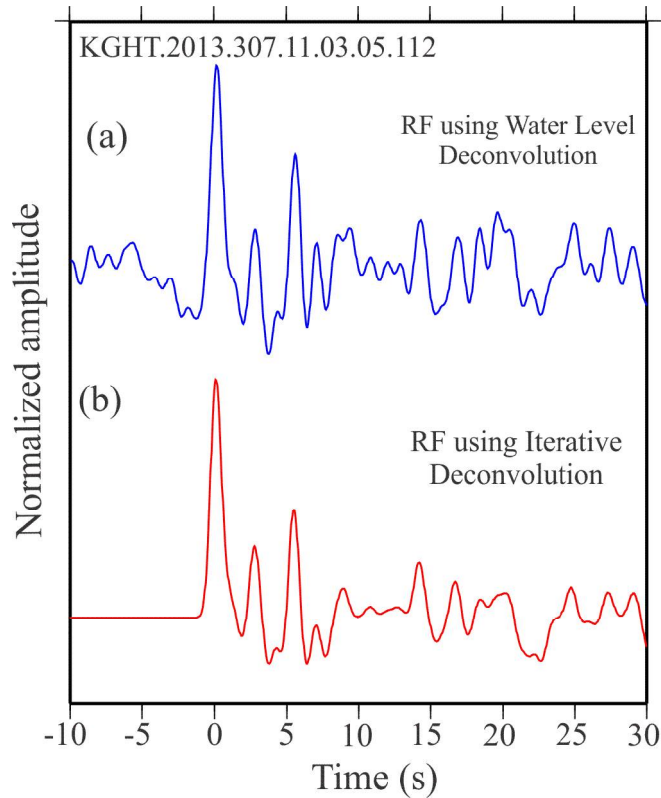 KGHT.2013.307.11.03.05.112
(a)
RF using Water Level
Deconvolution
(b)
RF using Iterative
Deconvolution
Normalized amplitude
-10 -5 0 5 10 15 20 25 30
Time (s)